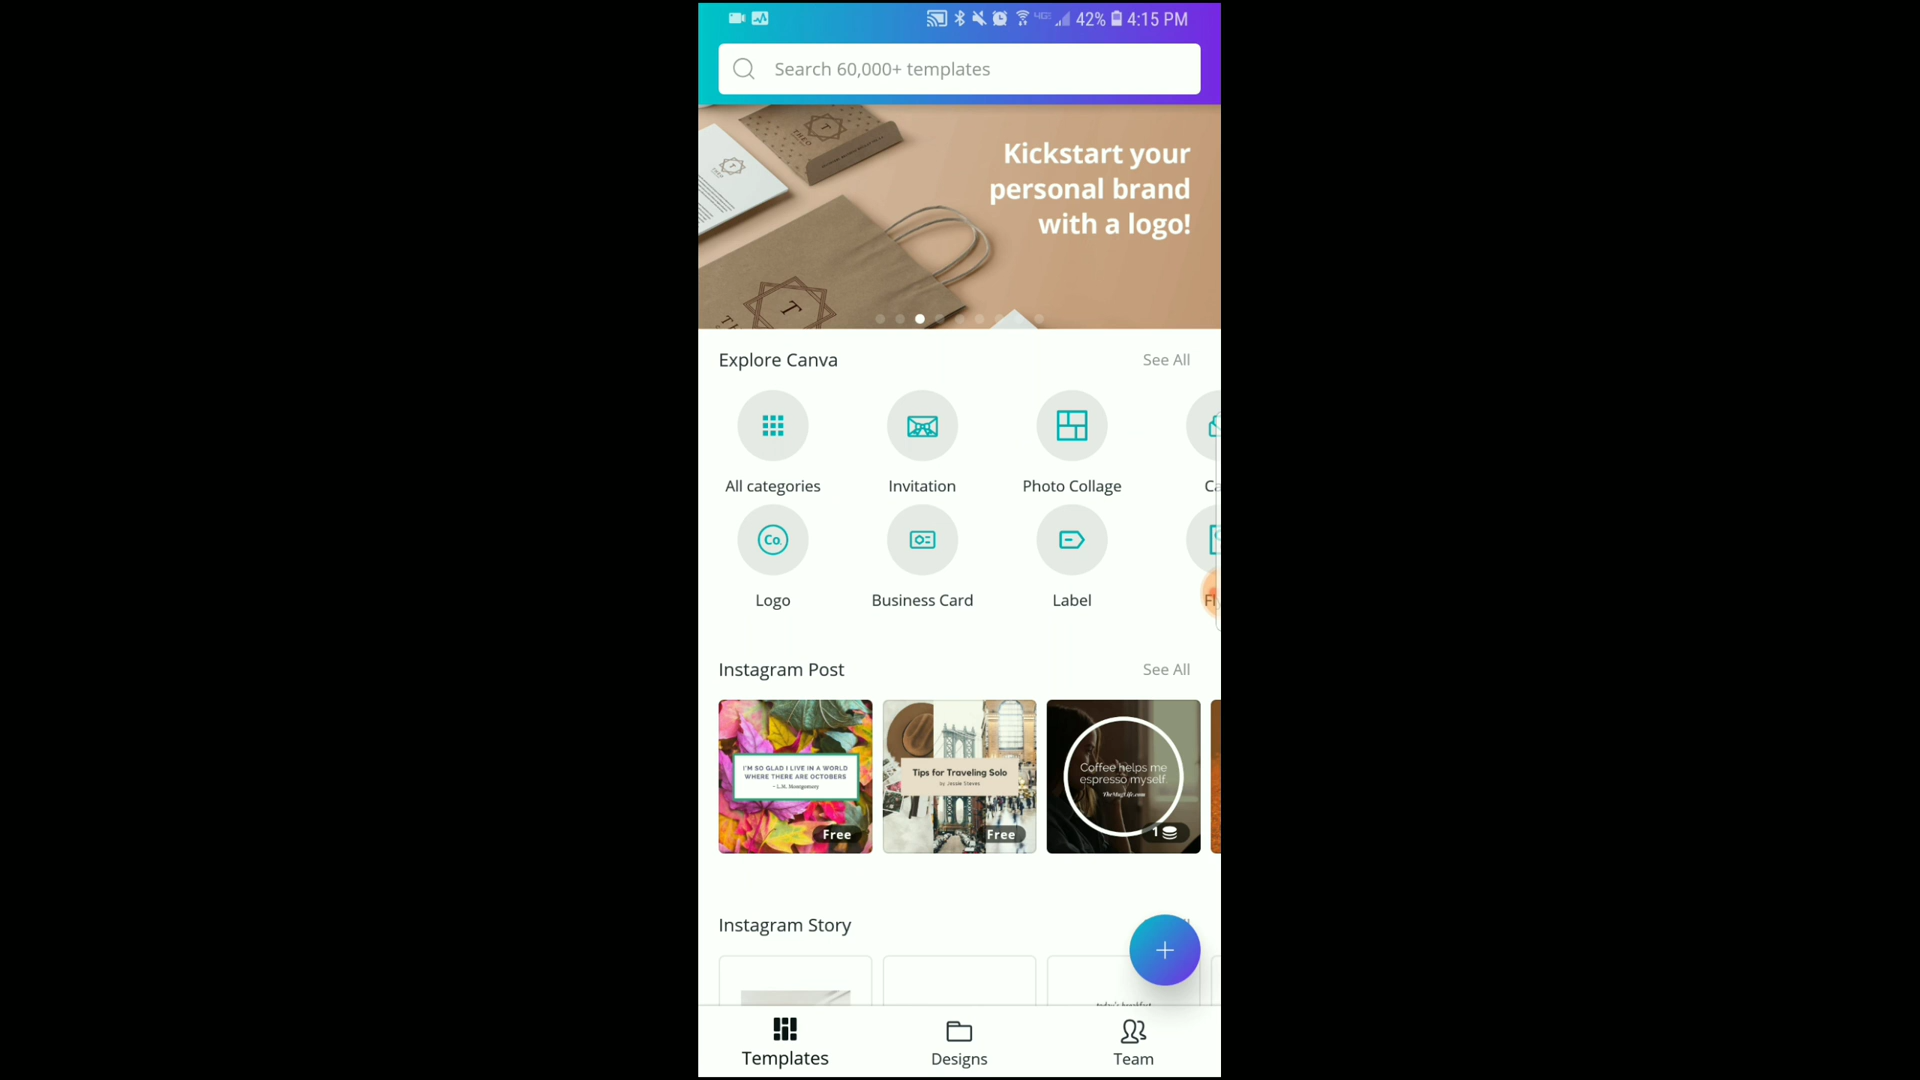 42% 4:15 PM
Search 60,000+ templates
THEO
Kickstart your
personal brand
with a logo!
T
Explore Canva
See All
All categories
Invitation
Photo Collage
Ca
Co.
Logo
Business Card
Label
Fl
Instagram Post
See All
I'M SO GLAD I LIVE IN A WORLD
WHERE THERE ARE OCTOBERS
~ L.M. Montgomery
Free
Tips for Traveling Solo
by Jessie Steves
Free
Coffee helps me
espresso myself.
TheMugLife.com
1
Instagram Story
+
Templates
Designs
Team